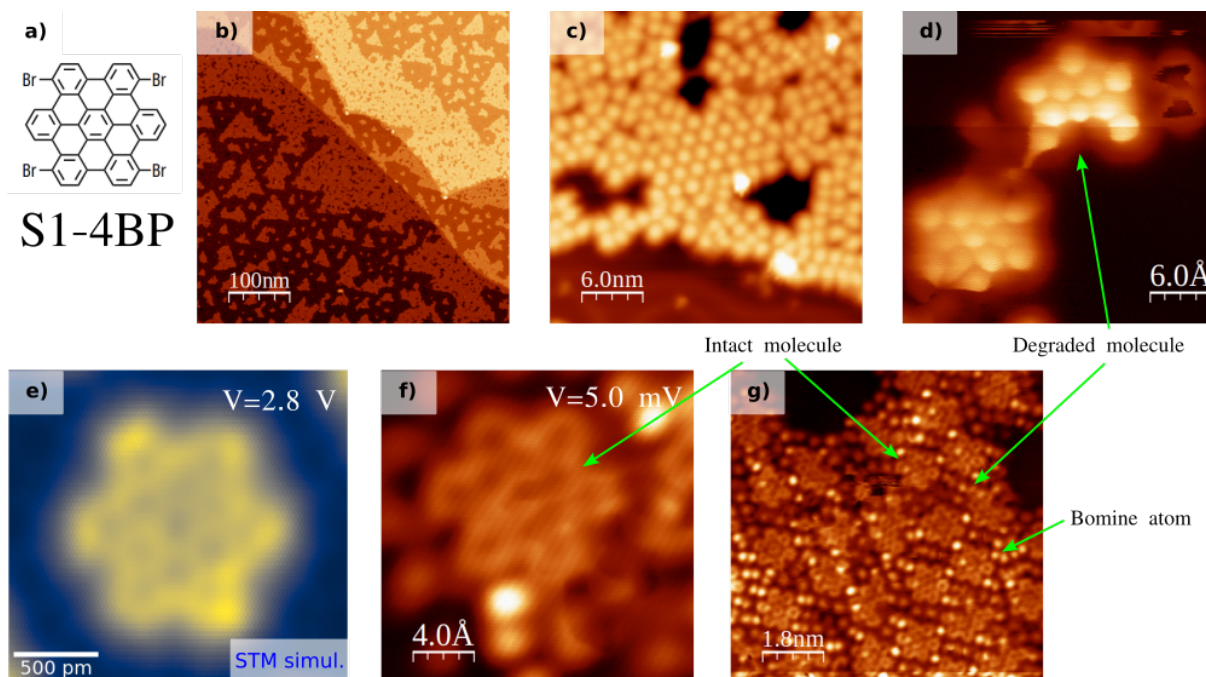 a)
Br
Br
Br
Br
S1-4BP
b)
100nm
c)
6.0nm
d)
6.0Å
Intact molecule
Degraded molecule
e)
V=2.8 V
500 pm
STM simul.
f)
V=5.0 mV
4.0Å
g)
1.8nm
Bomine atom